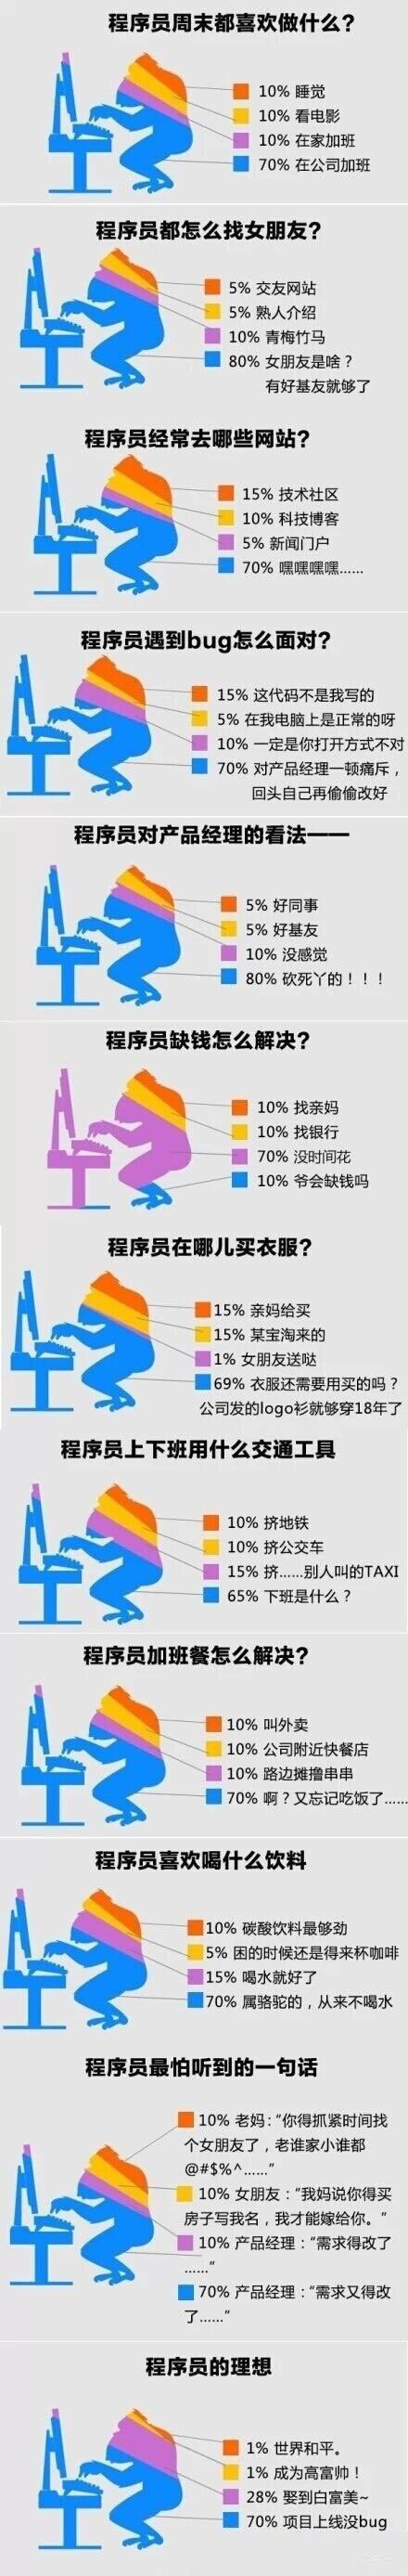 程序员周末都喜欢做什么?
10% 睡觉
10% 看电影
10% 在家加班
70% 在公司加班
程序员都怎么找女朋友?
5% 交友网站
5% 熟人介绍
10% 青梅竹马
80% 女朋友是啥？
有好基友就够了
程序员经常去哪些网站?
15% 技术社区
10% 科技博客
5% 新闻门户
70% 嘿嘿嘿嘿......
程序员遇到bug怎么面对?
15% 这代码不是我写的
5% 在我电脑上是正常的呀
10% 一定是你打开方式不对
70% 对产品经理一顿痛斥，
回头自己再偷偷改好
程序员对产品经理的看法——
5% 好同事
5% 好基友
10% 没感觉
80% 砍死丫的！！！
程序员缺钱怎么解决?
10% 找亲妈
10% 找银行
70% 没时间花
10% 爷会缺钱吗
程序员在哪儿买衣服?
15% 亲妈给买
15% 某宝淘来的
1% 女朋友送哒
69% 衣服还需要用买的吗？
公司发的logo衫就够穿18年了
程序员上下班用什么交通工具
10% 挤地铁
10% 挤公交车
15% 挤......别人叫的TAXI
65% 下班是什么？
程序员加班餐怎么解决?
10% 叫外卖
10% 公司附近快餐店
10% 路边摊撸串串
70% 啊？又忘记吃饭了......
程序员喜欢喝什么饮料
10% 碳酸饮料最够劲
5% 困的时候还是得来杯咖啡
15% 喝水就好了
70% 属骆驼的，从来不喝水
程序员最怕听到的一句话
10% 老妈：“你得抓紧时间找
个女朋友了，老谁家小谁都
@#$%^......”
10% 女朋友：“我妈说你得买
房子写我名，我才能嫁给你。”
10% 产品经理：“需求得改了
......”
70% 产品经理：“需求又得改
了......“
程序员的理想
1% 世界和平。
1% 成为高富帅！
28% 娶到白富美~
70% 项目上线没bug